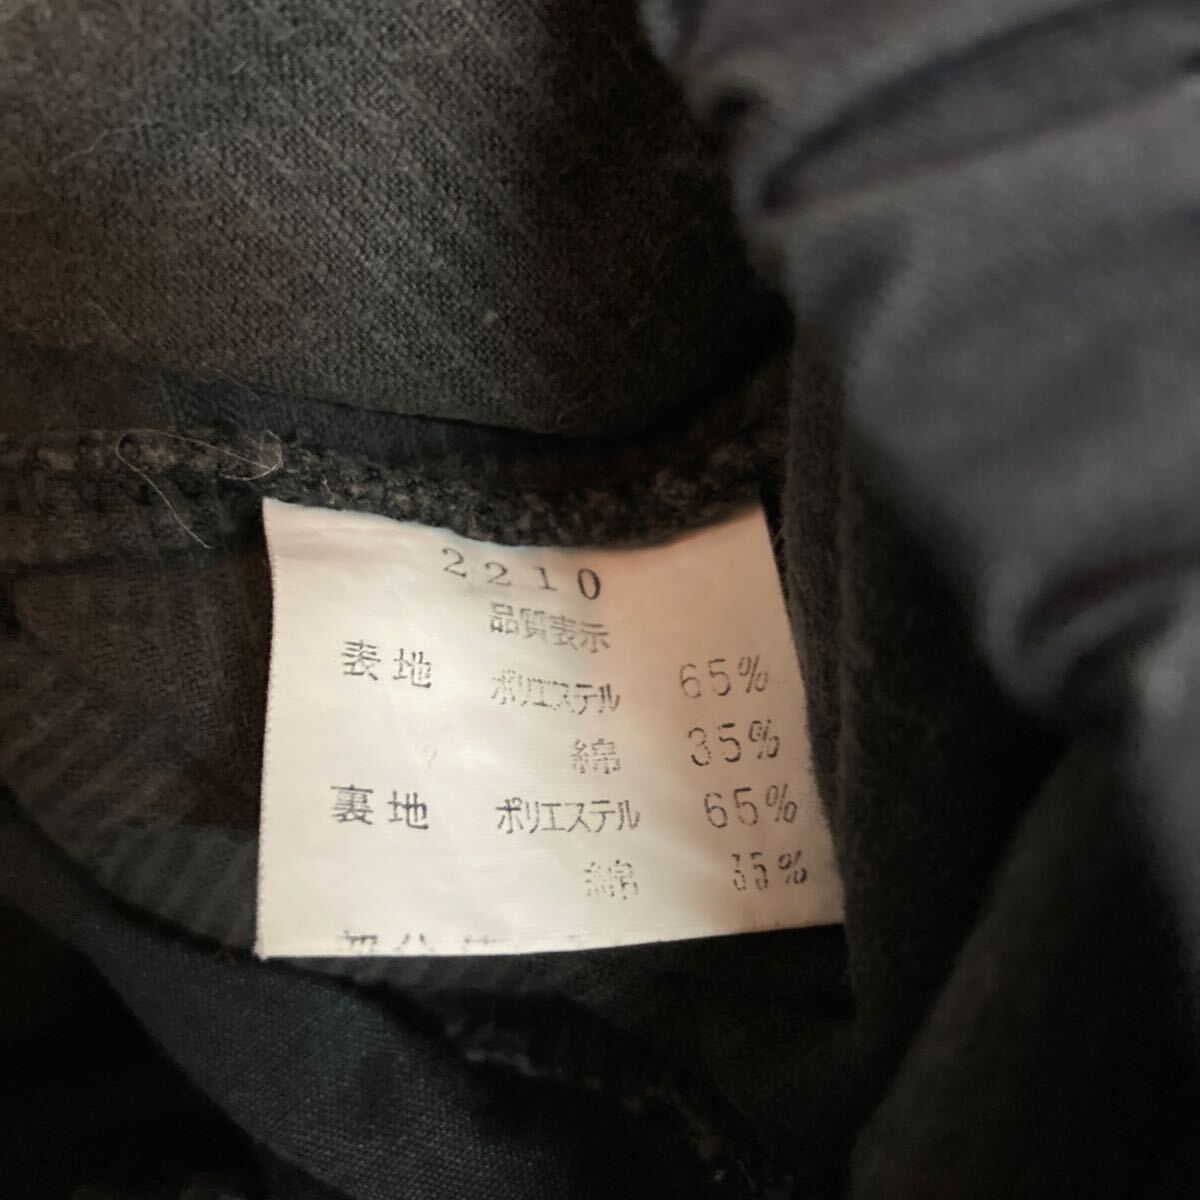 2210
品質表示
表地 ポリエステル 65%
綿 35%
裏地 ポリエステル 65%
綿 35%